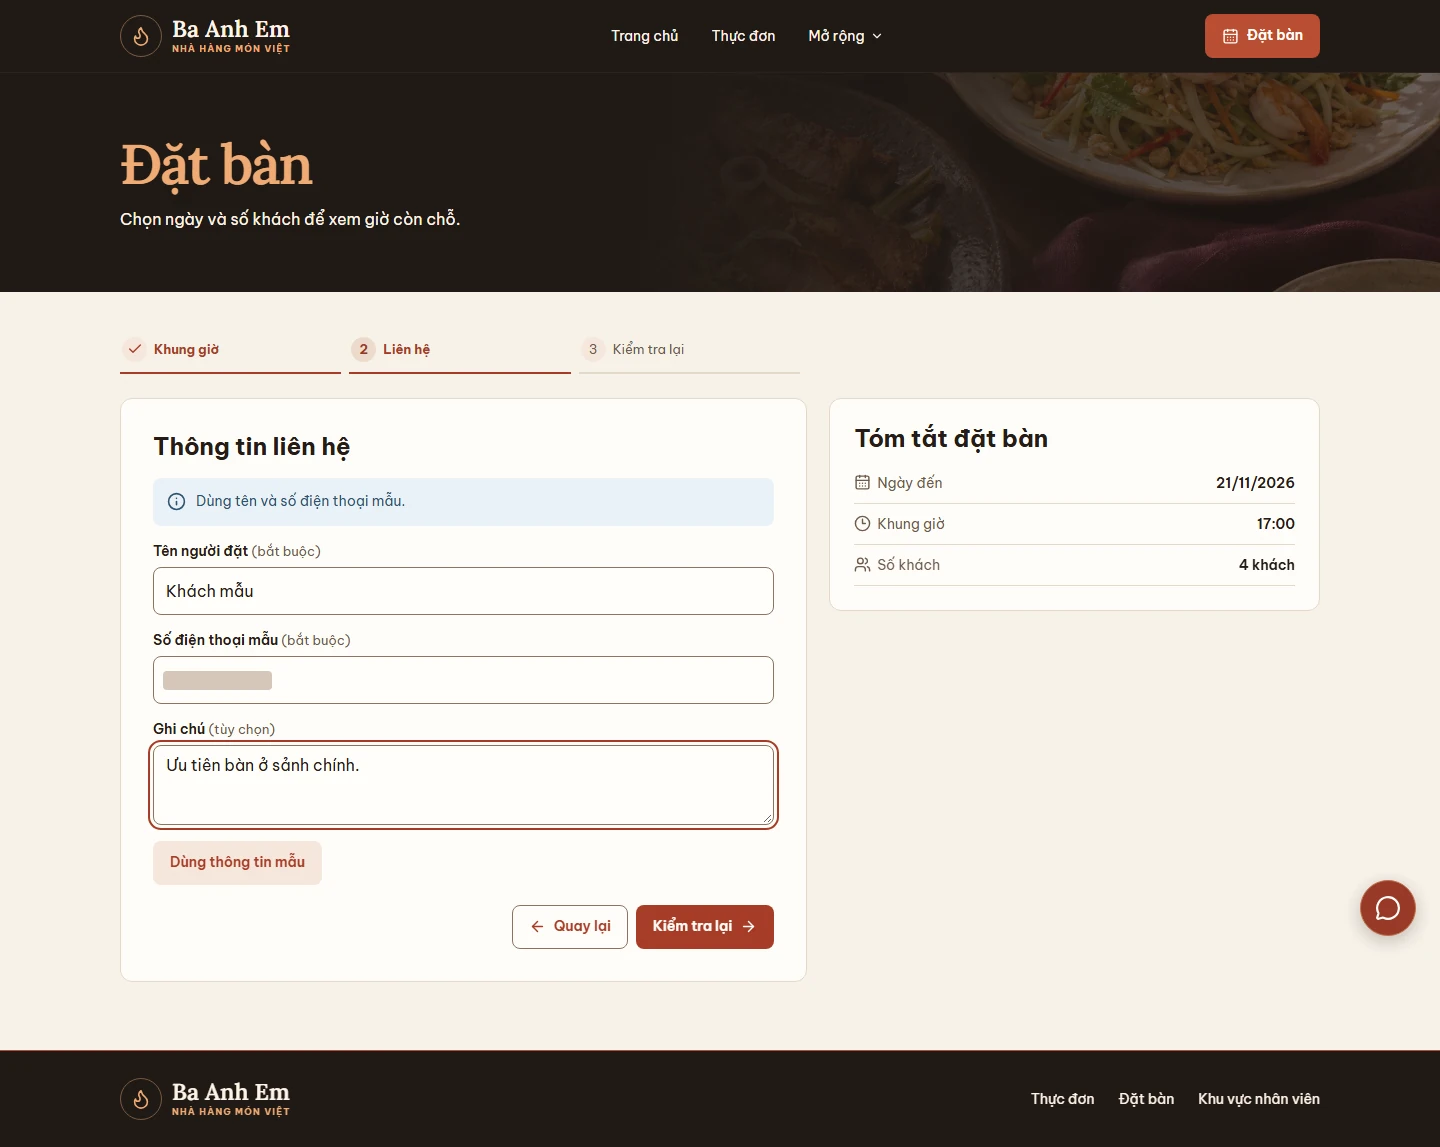 Ba Anh Em
NHÀ HÀNG MÓN VIỆT
Trang chủ
Thực đơn
Mở rộng
Đặt bàn
Đặt bàn
Chọn ngày và số khách để xem giờ còn chỗ.
Khung giờ
2 Liên hệ
3 Kiểm tra lại
Thông tin liên hệ
Dùng tên và số điện thoại mẫu.
Tên người đặt (bắt buộc)
Khách mẫu
Số điện thoại mẫu (bắt buộc)
Ghi chú (tùy chọn)
Ưu tiên bàn ở sảnh chính.
Dùng thông tin mẫu
Quay lại
Kiểm tra lại
Tóm tắt đặt bàn
Ngày đến 21/11/2026
Khung giờ 17:00
Số khách 4 khách
Ba Anh Em
NHÀ HÀNG MÓN VIỆT
Thực đơn
Đặt bàn
Khu vực nhân viên